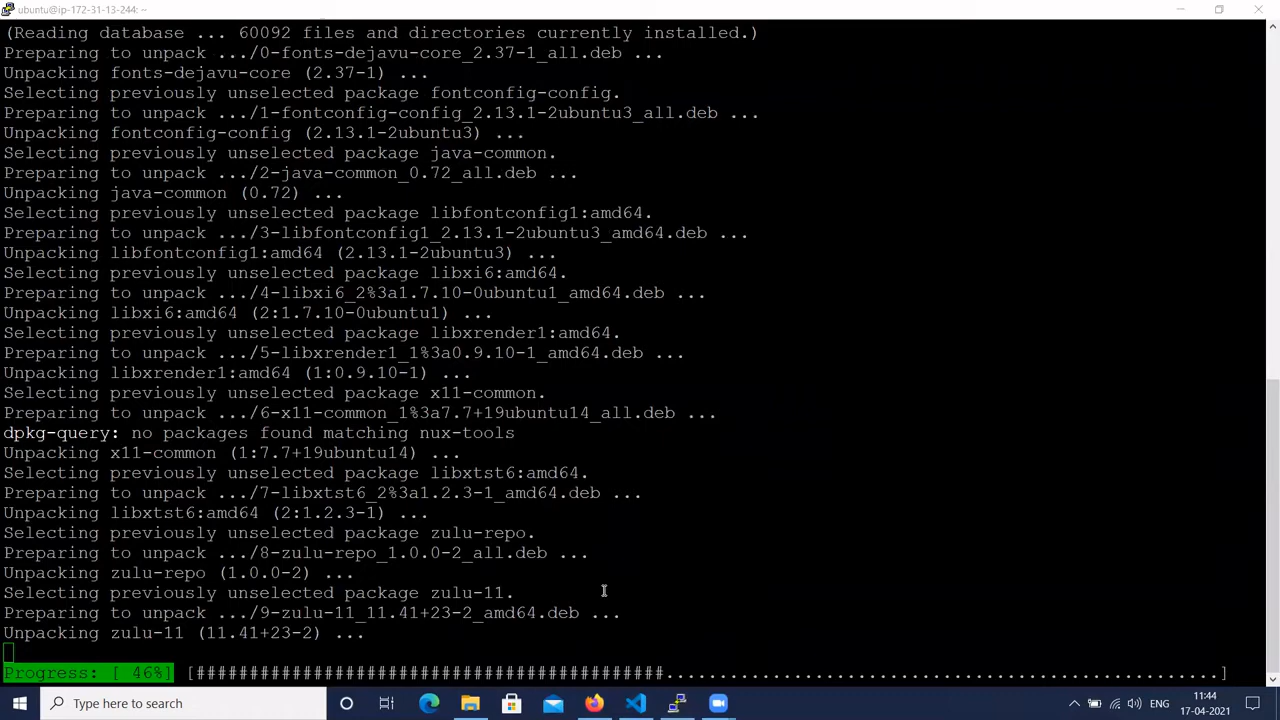 ubuntu@ip-172-31-13-244: ~
(Reading database ... 60092 files and directories currently installed.)
Preparing to unpack .../0-fonts-dejavu-core_2.37-1_all.deb ...
Unpacking fonts-dejavu-core (2.37-1) ...
Selecting previously unselected package fontconfig-config.
Preparing to unpack .../1-fontconfig-config_2.13.1-2ubuntu3_all.deb ...
Unpacking fontconfig-config (2.13.1-2ubuntu3) ...
Selecting previously unselected package java-common.
Preparing to unpack .../2-java-common_0.72_all.deb ...
Unpacking java-common (0.72) ...
Selecting previously unselected package libfontconfig1:amd64.
Preparing to unpack .../3-libfontconfig1_2.13.1-2ubuntu3_amd64.deb ...
Unpacking libfontconfig1:amd64 (2.13.1-2ubuntu3) ...
Selecting previously unselected package libxi6:amd64.
Preparing to unpack .../4-libxi6_2%3a1.7.10-0ubuntu1_amd64.deb ...
Unpacking libxi6:amd64 (2:1.7.10-0ubuntu1) ...
Selecting previously unselected package libxrender1:amd64.
Preparing to unpack .../5-libxrender1_1%3a0.9.10-1_amd64.deb ...
Unpacking libxrender1:amd64 (1:0.9.10-1) ...
Selecting previously unselected package x11-common.
Preparing to unpack .../6-x11-common_1%3a7.7+19ubuntu14_all.deb ...
dpkg-query: no packages found matching nux-tools
Unpacking x11-common (1:7.7+19ubuntu14) ...
Selecting previously unselected package libxtst6:amd64.
Preparing to unpack .../7-libxtst6_2%3a1.2.3-1_amd64.deb ...
Unpacking libxtst6:amd64 (2:1.2.3-1) ...
Selecting previously unselected package zulu-repo.
Preparing to unpack .../8-zulu-repo_1.0.0-2_all.deb ...
Unpacking zulu-repo (1.0.0-2) ...
Selecting previously unselected package zulu-11.
Preparing to unpack .../9-zulu-11_11.41+23-2_amd64.deb ...
Unpacking zulu-11 (11.41+23-2) ...
Progress: [ 46%] [############################################....................................................]
Type here to search
ENG
11:44
17-04-2021